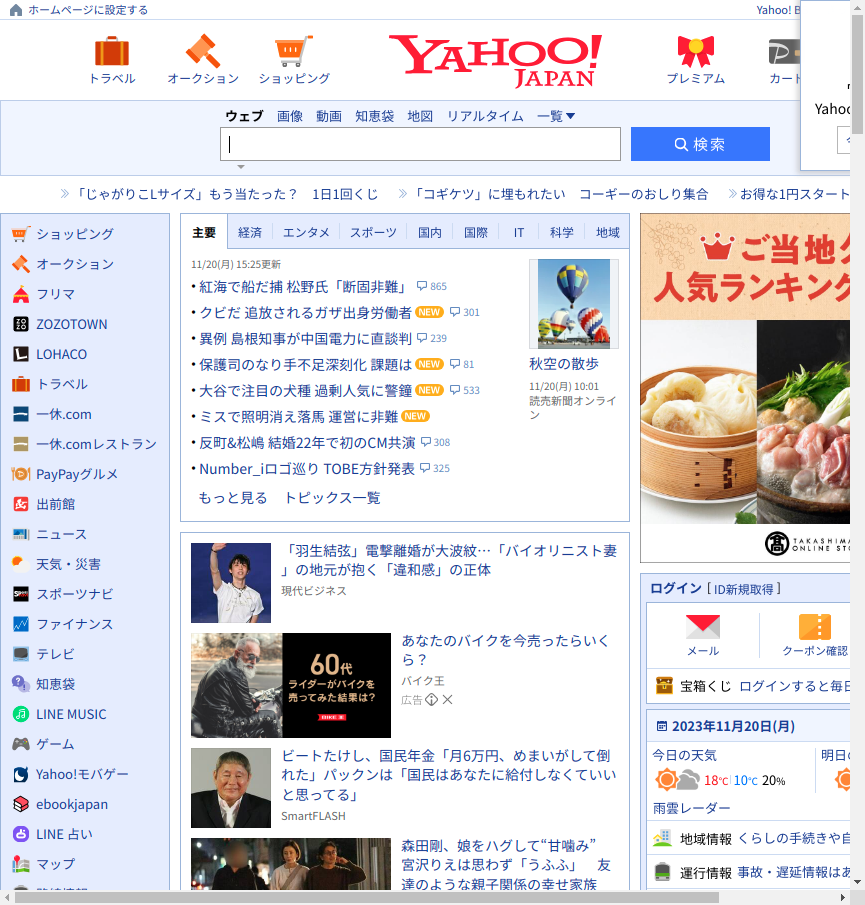 ホームページに設定する
Yahoo! B
トラベル
オークション
ショッピング
YAHOO!
JAPAN
プレミアム
カード
Yahoo
ウェブ 画像 動画 知恵袋 地図 リアルタイム 一覧
検索
「じゃがりこLサイズ」もう当たった？ 1日1回くじ
「コギケツ」に埋もれたい コーギーのおしり集合
お得な1円スタート
ショッピング
オークション
フリマ
ZOZOTOWN
LOHACO
トラベル
一休.com
一休.comレストラン
PayPayグルメ
出前館
ニュース
天気・災害
スポーツナビ
ファイナンス
テレビ
知恵袋
LINE MUSIC
ゲーム
Yahoo!モバゲー
ebookjapan
LINE 占い
マップ
主要 経済 エンタメ スポーツ 国内 国際 IT 科学 地域
11/20(月) 15:25更新
紅海で船だ捕 松野氏「断固非難」 865
クビだ 追放されるガザ出身労働者 NEW 301
異例 島根知事が中国電力に直談判 239
保護司のなり手不足深刻化 課題は NEW 81
大谷で注目の犬種 過剰人気に警鐘 NEW 533
ミスで照明消え落馬 運営に非難 NEW
反町&松嶋 結婚22年で初のCM共演 308
Number_iロゴ巡り TOBE方針発表 325
もっと見る トピックス一覧
秋空の散歩
11/20(月) 10:01
読売新聞オンライ
ン
「羽生結弦」電撃離婚が大波紋…「バイオリニスト妻
」の地元が抱く「違和感」の正体
現代ビジネス
60代
ライダーがバイクを
売ってみた結果は?
あなたのバイクを今売ったらいく
ら？
バイク王
広告
ビートたけし、国民年金「月6万円、めまいがして倒
れた」パックンは「国民はあなたに給付しなくていい
と思ってる」
SmartFLASH
森田剛、娘をハグして“甘噛み”
宮沢りえは思わず「うふふ」 友
達のような親子関係の幸せ家族
ご当地グ
人気ランキング
TAKASHIMA
ONLINE STO
ログイン [ ID新規取得 ]
メール
クーポン確認
宝箱くじ ログインすると毎日
2023年11月20日(月)
今日の天気
明日の
18℃ 10℃ 20%
雨雲レーダー
地域情報 くらしの手続きや自
運行情報 事故・遅延情報はあ